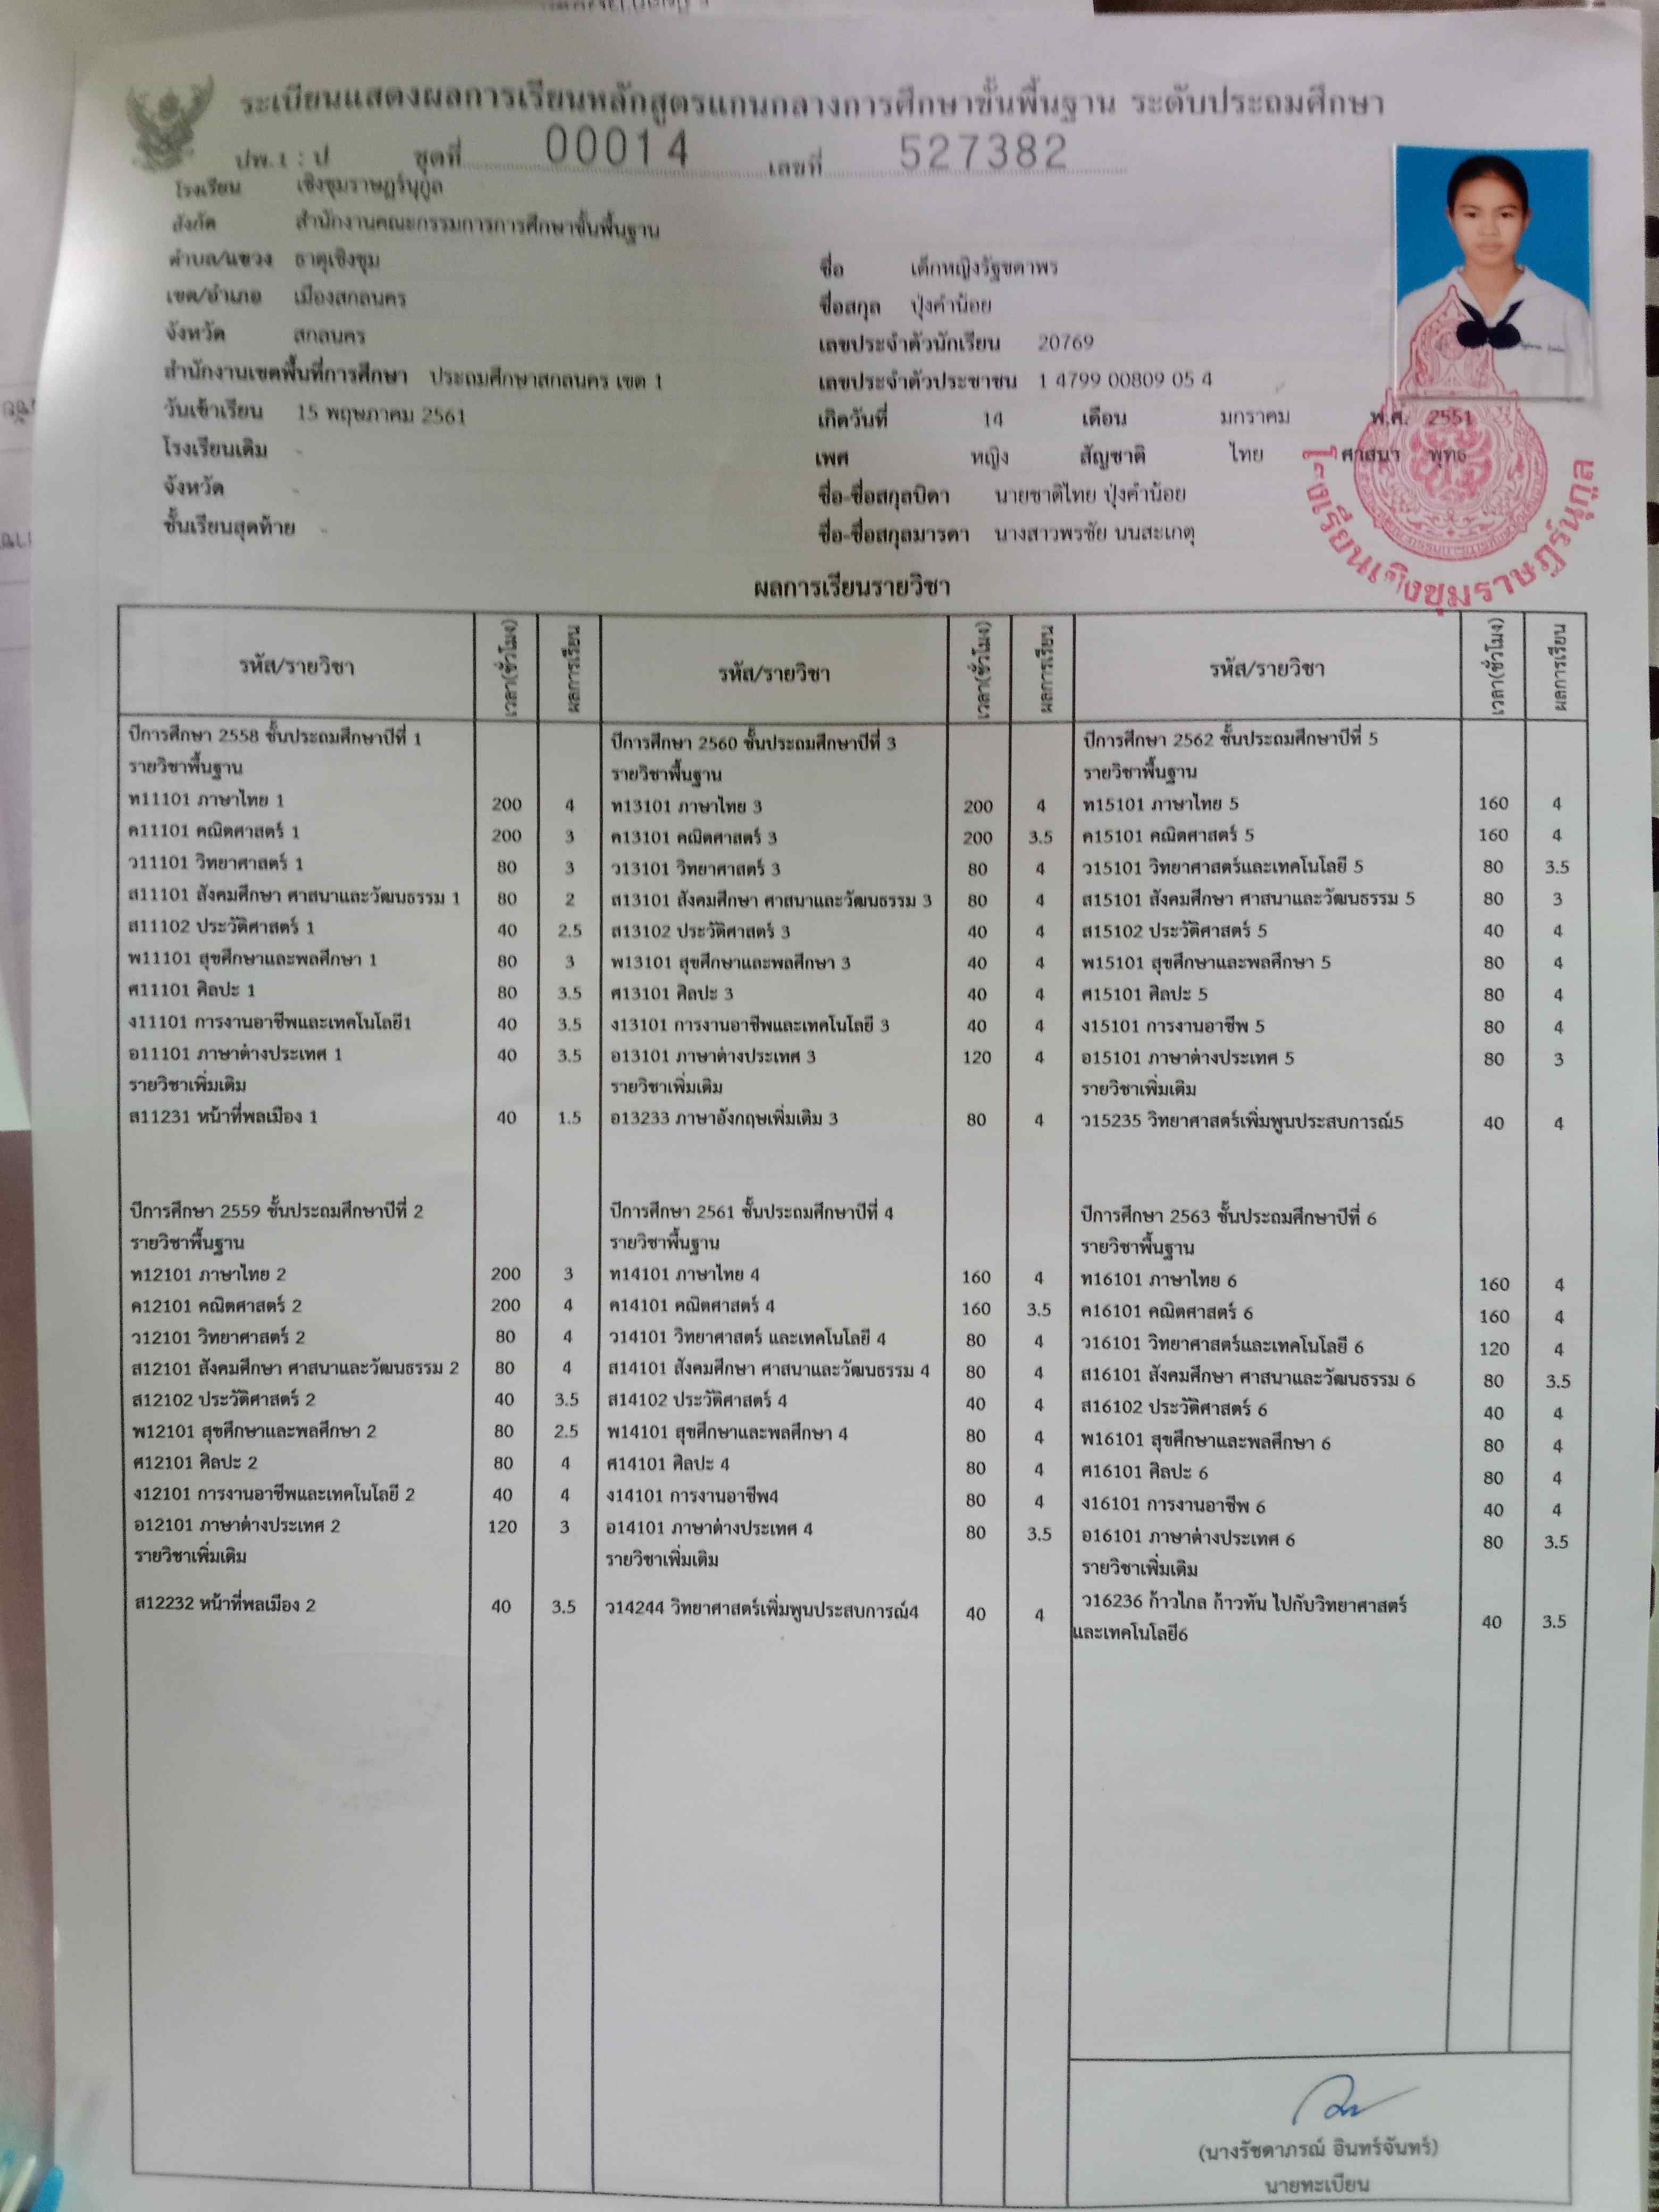 ระเบียนแสดงผลการเรียนหลักสูตรแกนกลางการศึกษาขั้นพื้นฐาน ระดับประถมศึกษา
ปพ.1 : ป ชุดที่ 00014 เลขที่ 527382
โรงเรียน เชิงชุมราษฎร์นุกูล
สังกัด สำนักงานคณะกรรมการการศึกษาขั้นพื้นฐาน
ตำบล/แขวง ธาตุเชิงชุม
เขต/อำเภอ เมืองสกลนคร
จังหวัด สกลนคร
สำนักงานเขตพื้นที่การศึกษา ประถมศึกษาสกลนคร เขต 1
วันเข้าเรียน 15 พฤษภาคม 2561
โรงเรียนเดิม -
จังหวัด -
ชั้นเรียนสุดท้าย -
ชื่อ เด็กหญิงรัฐขตาพร
ชื่อสกุล ปุ่งคำน้อย
เลขประจำตัวนักเรียน 20769
เลขประจำตัวประชาชน 1 4799 00809 05 4
เกิดวันที่ 14 เดือน มกราคม พ.ศ. 2551
เพศ หญิง สัญชาติ ไทย ศาสนา พุทธ
ชื่อ-ชื่อสกุลบิดา นายชาติไทย ปุ่งคำน้อย
ชื่อ-ชื่อสกุลมารดา นางสาวพรชัย นนสะเกตุ
โรงเรียนเชิงชุมราษฎร์นุกูล
ผลการเรียนรายวิชา
รหัส/รายวิชา เวลา(ชั่วโมง) ผลการเรียน
ปีการศึกษา 2558 ชั้นประถมศึกษาปีที่ 1
รายวิชาพื้นฐาน
ท11101 ภาษาไทย 1 200 4
ค11101 คณิตศาสตร์ 1 200 3
ว11101 วิทยาศาสตร์ 1 80 3
ส11101 สังคมศึกษา ศาสนาและวัฒนธรรม 1 80 2
ส11102 ประวัติศาสตร์ 1 40 2.5
พ11101 สุขศึกษาและพลศึกษา 1 80 3
ศ11101 ศิลปะ 1 80 3.5
ง11101 การงานอาชีพและเทคโนโลยี1 40 3.5
อ11101 ภาษาต่างประเทศ 1 40 3.5
รายวิชาเพิ่มเติม
ส11231 หน้าที่พลเมือง 1 40 1.5
ปีการศึกษา 2559 ชั้นประถมศึกษาปีที่ 2
รายวิชาพื้นฐาน
ท12101 ภาษาไทย 2 200 3
ค12101 คณิตศาสตร์ 2 200 4
ว12101 วิทยาศาสตร์ 2 80 4
ส12101 สังคมศึกษา ศาสนาและวัฒนธรรม 2 80 4
ส12102 ประวัติศาสตร์ 2 40 3.5
พ12101 สุขศึกษาและพลศึกษา 2 80 2.5
ศ12101 ศิลปะ 2 80 4
ง12101 การงานอาชีพและเทคโนโลยี 2 40 4
อ12101 ภาษาต่างประเทศ 2 120 3
รายวิชาเพิ่มเติม
ส12232 หน้าที่พลเมือง 2 40 3.5
รหัส/รายวิชา เวลา(ชั่วโมง) ผลการเรียน
ปีการศึกษา 2560 ชั้นประถมศึกษาปีที่ 3
รายวิชาพื้นฐาน
ท13101 ภาษาไทย 3 200 4
ค13101 คณิตศาสตร์ 3 200 3.5
ว13101 วิทยาศาสตร์ 3 80 4
ส13101 สังคมศึกษา ศาสนาและวัฒนธรรม 3 80 4
ส13102 ประวัติศาสตร์ 3 40 4
พ13101 สุขศึกษาและพลศึกษา 3 40 4
ศ13101 ศิลปะ 3 40 4
ง13101 การงานอาชีพและเทคโนโลยี 3 40 4
อ13101 ภาษาต่างประเทศ 3 120 4
รายวิชาเพิ่มเติม
อ13233 ภาษาอังกฤษเพิ่มเติม 3 80 4
ปีการศึกษา 2561 ชั้นประถมศึกษาปีที่ 4
รายวิชาพื้นฐาน
ท14101 ภาษาไทย 4 160 4
ค14101 คณิตศาสตร์ 4 160 3.5
ว14101 วิทยาศาสตร์ และเทคโนโลยี 4 80 4
ส14101 สังคมศึกษา ศาสนาและวัฒนธรรม 4 80 4
ส14102 ประวัติศาสตร์ 4 40 4
พ14101 สุขศึกษาและพลศึกษา 4 80 4
ศ14101 ศิลปะ 4 80 4
ง14101 การงานอาชีพ4 80 4
อ14101 ภาษาต่างประเทศ 4 80 3.5
รายวิชาเพิ่มเติม
ว14244 วิทยาศาสตร์เพิ่มพูนประสบการณ์4 40 4
รหัส/รายวิชา เวลา(ชั่วโมง) ผลการเรียน
ปีการศึกษา 2562 ชั้นประถมศึกษาปีที่ 5
รายวิชาพื้นฐาน
ท15101 ภาษาไทย 5 160 4
ค15101 คณิตศาสตร์ 5 160 4
ว15101 วิทยาศาสตร์และเทคโนโลยี 5 80 3.5
ส15101 สังคมศึกษา ศาสนาและวัฒนธรรม 5 80 3
ส15102 ประวัติศาสตร์ 5 40 4
พ15101 สุขศึกษาและพลศึกษา 5 80 4
ศ15101 ศิลปะ 5 80 4
ง15101 การงานอาชีพ 5 80 4
อ15101 ภาษาต่างประเทศ 5 80 3
รายวิชาเพิ่มเติม
ว15235 วิทยาศาสตร์เพิ่มพูนประสบการณ์5 40 4
ปีการศึกษา 2563 ชั้นประถมศึกษาปีที่ 6
รายวิชาพื้นฐาน
ท16101 ภาษาไทย 6 160 4
ค16101 คณิตศาสตร์ 6 160 4
ว16101 วิทยาศาสตร์และเทคโนโลยี 6 120 4
ส16101 สังคมศึกษา ศาสนาและวัฒนธรรม 6 80 3.5
ส16102 ประวัติศาสตร์ 6 40 4
พ16101 สุขศึกษาและพลศึกษา 6 80 4
ศ16101 ศิลปะ 6 80 4
ง16101 การงานอาชีพ 6 40 4
อ16101 ภาษาต่างประเทศ 6 80 3.5
รายวิชาเพิ่มเติม
ว16236 ก้าวไกล ก้าวทัน ไปกับวิทยาศาสตร์
และเทคโนโลยี6 40 3.5
(นางรัชดาภรณ์ อินทร์จันทร์)
นายทะเบียน